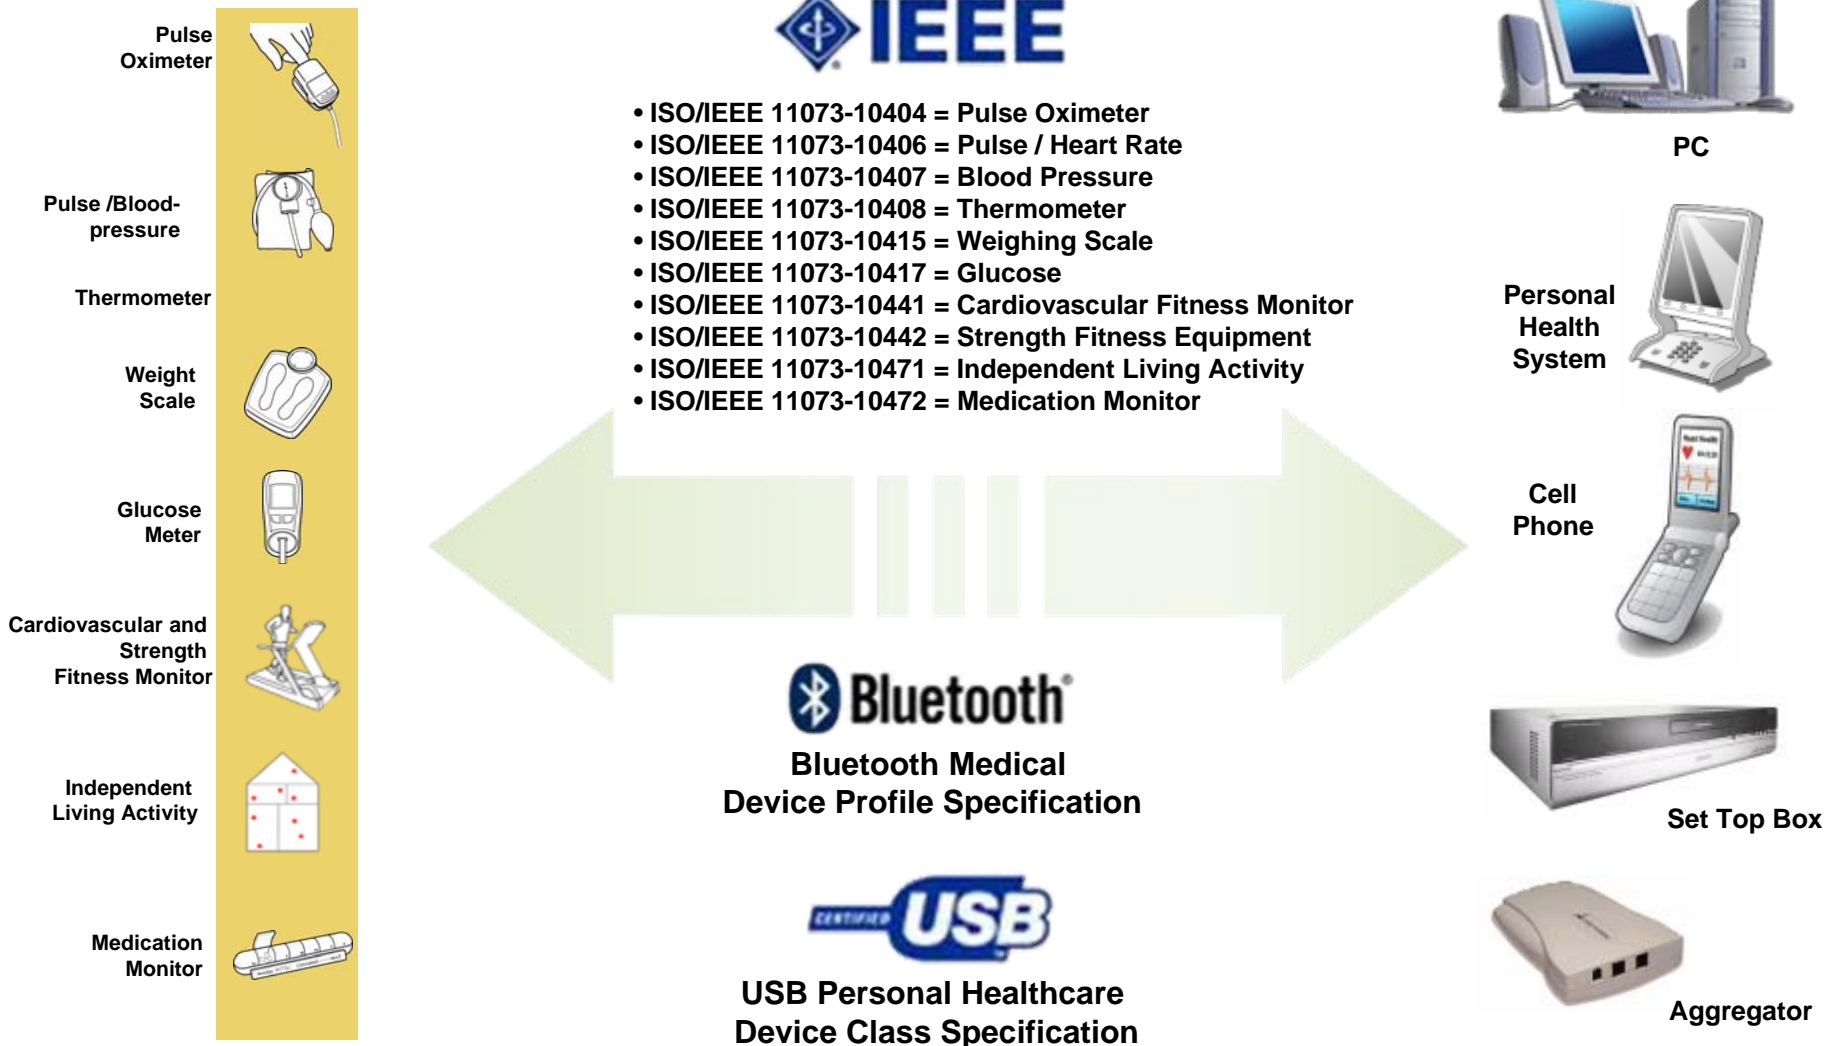 Pulse
Oximeter
Pulse /Blood-
pressure
Thermometer
Weight
Scale
Glucose
Meter
Cardiovascular and
Strength
Fitness Monitor
Independent
Living Activity
Medication
Monitor
IEEE
• ISO/IEEE 11073-10404 = Pulse Oximeter
• ISO/IEEE 11073-10406 = Pulse / Heart Rate
• ISO/IEEE 11073-10407 = Blood Pressure
• ISO/IEEE 11073-10408 = Thermometer
• ISO/IEEE 11073-10415 = Weighing Scale
• ISO/IEEE 11073-10417 = Glucose
• ISO/IEEE 11073-10441 = Cardiovascular Fitness Monitor
• ISO/IEEE 11073-10442 = Strength Fitness Equipment
• ISO/IEEE 11073-10471 = Independent Living Activity
• ISO/IEEE 11073-10472 = Medication Monitor
Bluetooth®
Bluetooth Medical
Device Profile Specification
CERTIFIED USB
USB Personal Healthcare
Device Class Specification
PC
Personal
Health
System
Cell
Phone
Set Top Box
Aggregator